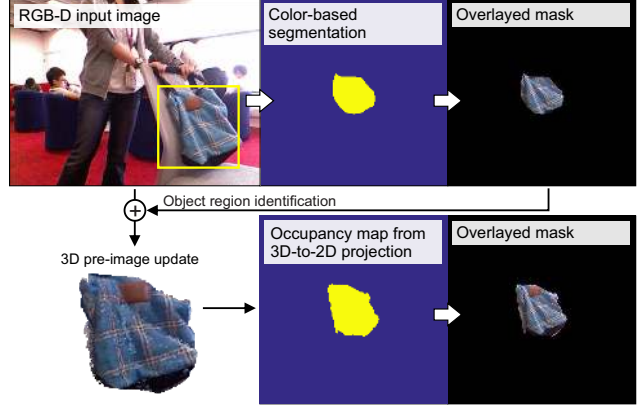 RGB-D input image
Color-based
segmentation
Overlayed mask
Object region identification
3D pre-image update
Occupancy map from
3D-to-2D projection
Overlayed mask